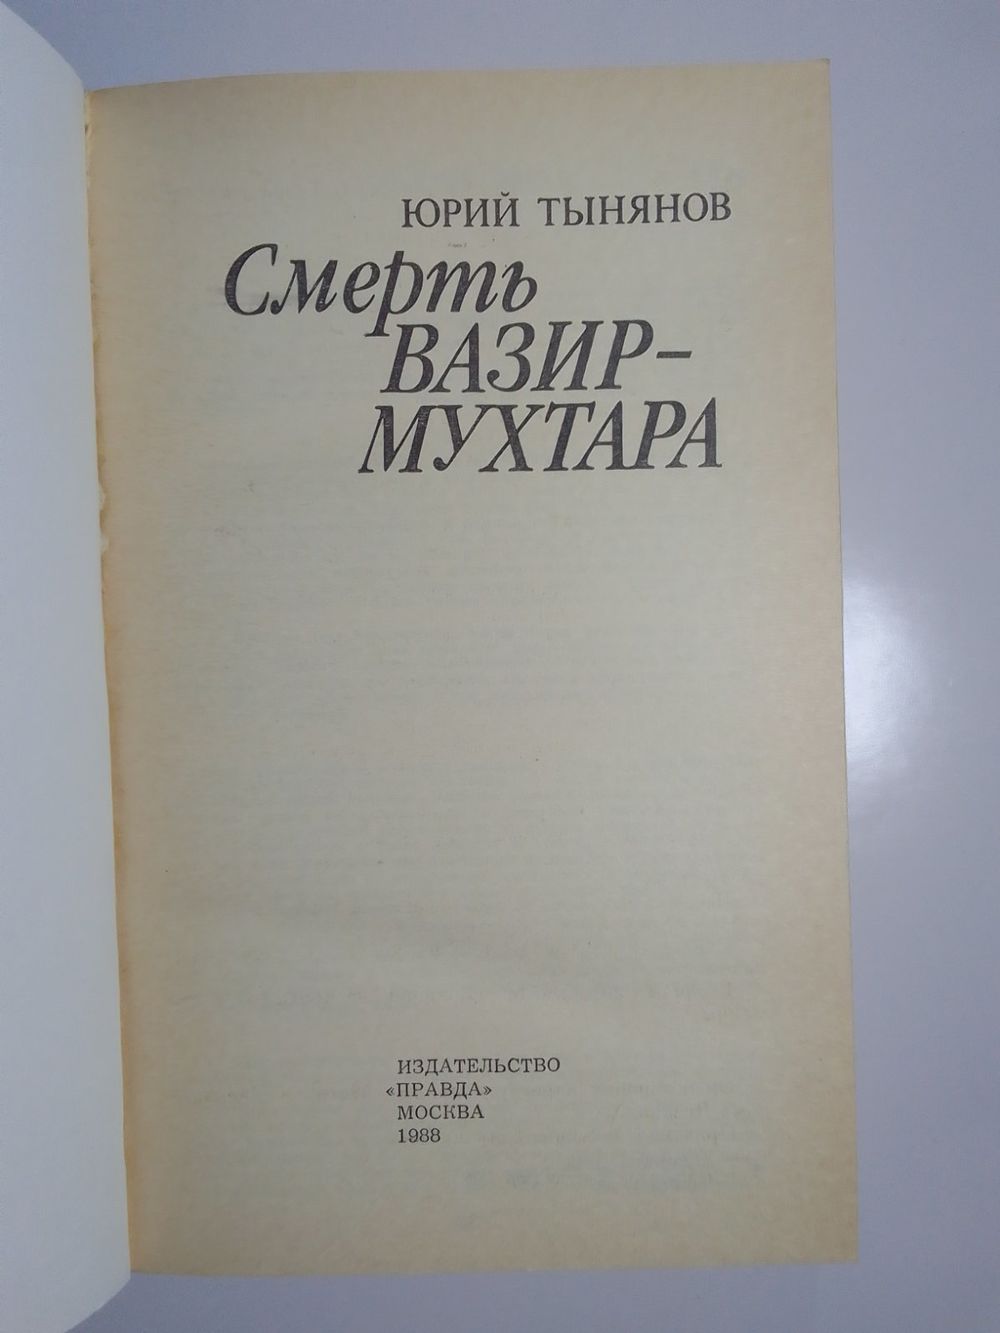 ЮРИЙ ТЫНЯНОВ
Смерть
ВАЗИР-
МУХТАРА
ИЗДАТЕЛЬСТВО
«ПРАВДА»
МОСКВА
1988